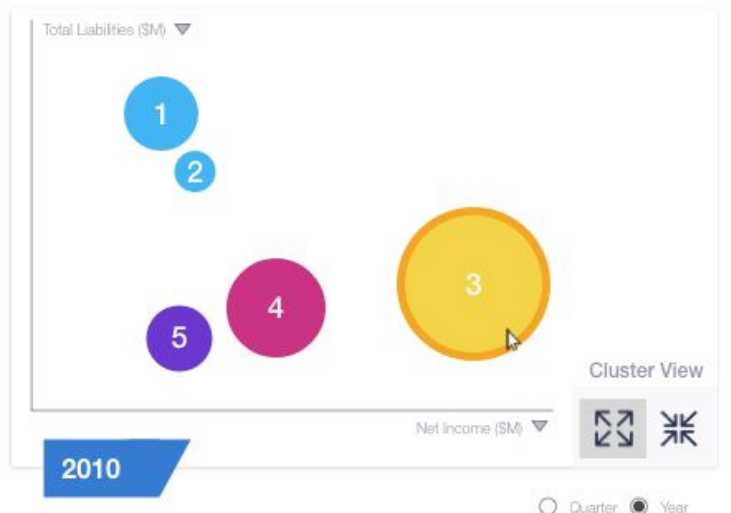 Total Liabilities ($M)
1
2
3
4
5
Cluster View
Net Income ($M)
2010
Quarter Year